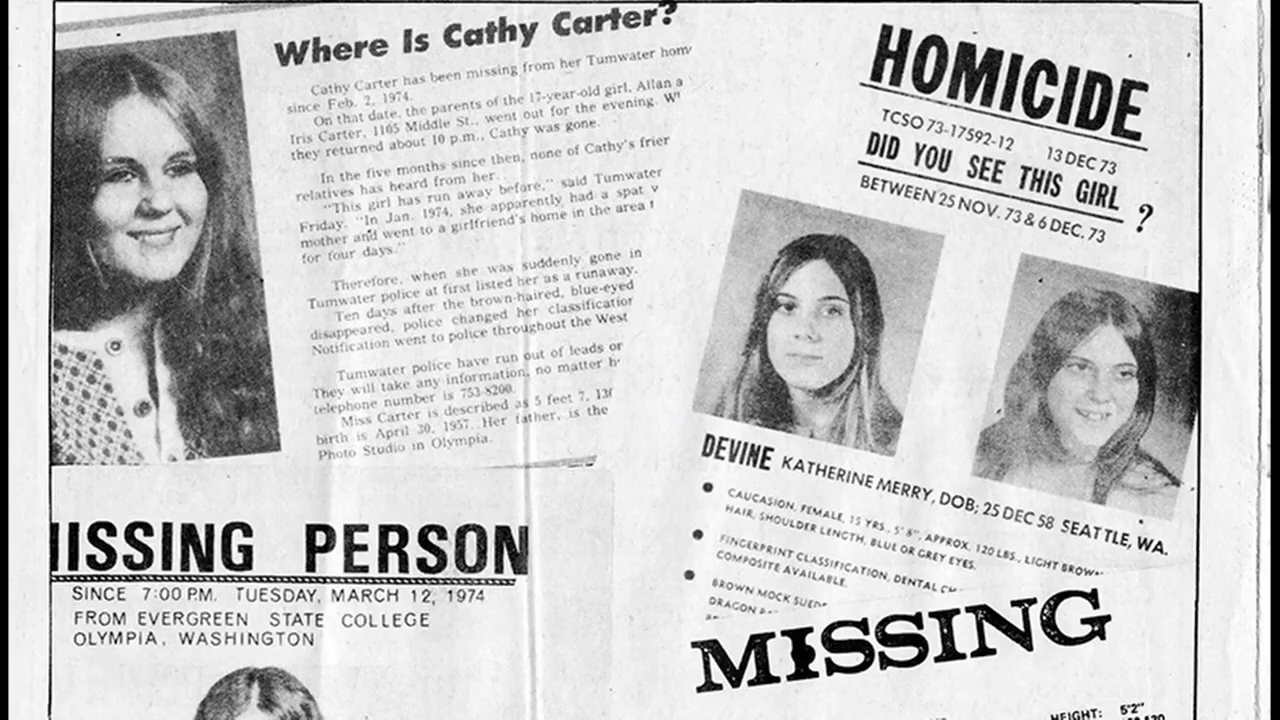 Where Is Cathy Carter?
Cathy Carter has been missing from her Tumwater hom
since Feb. 2, 1974.
On that date, the parents of the 17-year-old girl, Allan a
Iris Carter, 1105 Middle St., went out for the evening. W
they returned about 10 p.m., Cathy was gone.
In the five months since then, none of Cathy's frier
relatives has heard from her.
"This girl has run away before," said Tumwater
Friday. "In Jan. 1974, she apparently had a spat v
mother and went to a girlfriend's home in the area
for four days."
Therefore, when she was suddenly gone in
Tumwater police at first listed her as a runaway.
Ten days after the brown-haired, blue-eyed
disappeared, police changed her classification
Notification went to police throughout the West
Tumwater police have run out of leads or
They will take any information, no matter h
telephone number is 753-8200.
Miss Carter is described as 5 feet 7, 13
birth is April 30, 1957. Her father, is the
Photo Studio in Olympia.
HOMICIDE
TCSO 73-17592-12 13 DEC 73
DID YOU SEE THIS GIRL ?
BETWEEN 25 NOV. 73 & 6 DEC. 73
DEVINE KATHERINE MERRY, DOB; 25 DEC 58 SEATTLE, WA.
• CAUCASION, FEMALE, 15 YRS., 5' 6", APPROX. 120 LBS., LIGHT BROW
HAIR, SHOULDER LENGTH, BLUE OR GREY EYES.
• FINGERPRINT CLASSIFICATION, DENTAL CH
COMPOSITE AVAILABLE.
• BROWN MOCK SUEDE
DRAGON
ISSING PERSON
SINCE 7:00 P.M. TUESDAY, MARCH 12, 1974
FROM EVERGREEN STATE COLLEGE
OLYMPIA, WASHINGTON
MISSING
HEIGHT: 5'2"